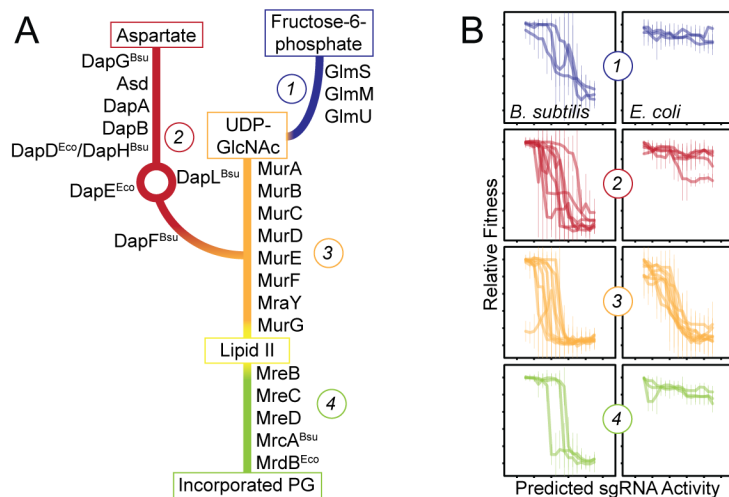 A
Aspartate
DapG^Bsu
Asd
DapA
DapB
DapD^Eco/DapH^Bsu
2
DapE^Eco
DapL^Bsu
DapF^Bsu
Fructose-6-
phosphate
1
GlmS
GlmM
GlmU
UDP-
GlcNAc
MurA
MurB
MurC
MurD
MurE
MurF
MraY
MurG
3
Lipid II
MreB
MreC
MreD
MrcA^Bsu
MrdB^Eco
4
Incorporated PG
B
Relative Fitness
B. subtilis
E. coli
1
2
3
4
Predicted sgRNA Activity